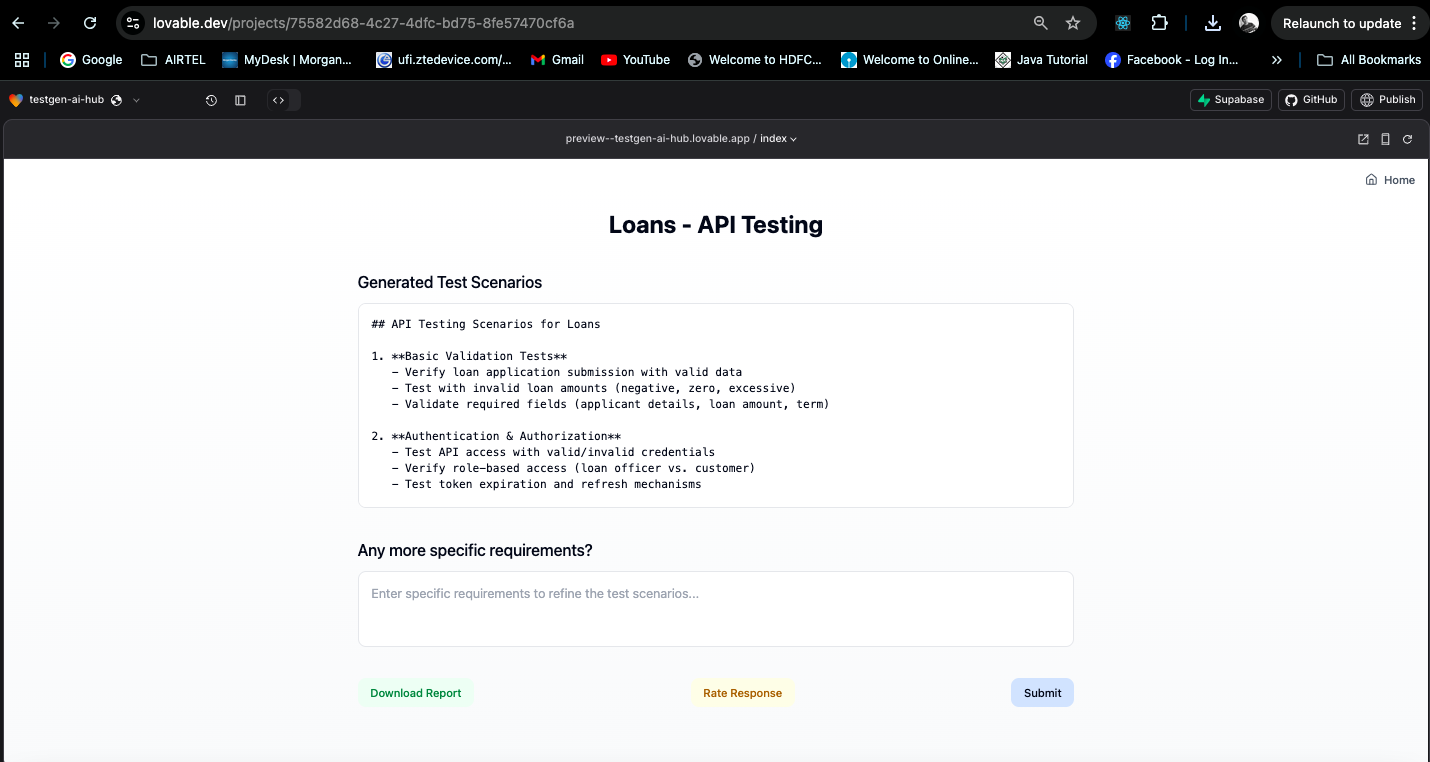 lovable.dev/projects/75582d68-4c27-4dfc-bd75-8fe57470cf6a
Relaunch to update
Google
AIRTEL
MyDesk | Morgan...
ufi.ztedevice.com/...
Gmail
YouTube
Welcome to HDFC...
Welcome to Online...
Java Tutorial
Facebook - Log In...
»
All Bookmarks
testgen-ai-hub
Supabase
GitHub
Publish
preview--testgen-ai-hub.lovable.app / index
Home
Loans - API Testing
Generated Test Scenarios
## API Testing Scenarios for Loans
1. **Basic Validation Tests**
- Verify loan application submission with valid data
- Test with invalid loan amounts (negative, zero, excessive)
- Validate required fields (applicant details, loan amount, term)
2. **Authentication & Authorization**
- Test API access with valid/invalid credentials
- Verify role-based access (loan officer vs. customer)
- Test token expiration and refresh mechanisms
Any more specific requirements?
Enter specific requirements to refine the test scenarios...
Download Report
Rate Response
Submit